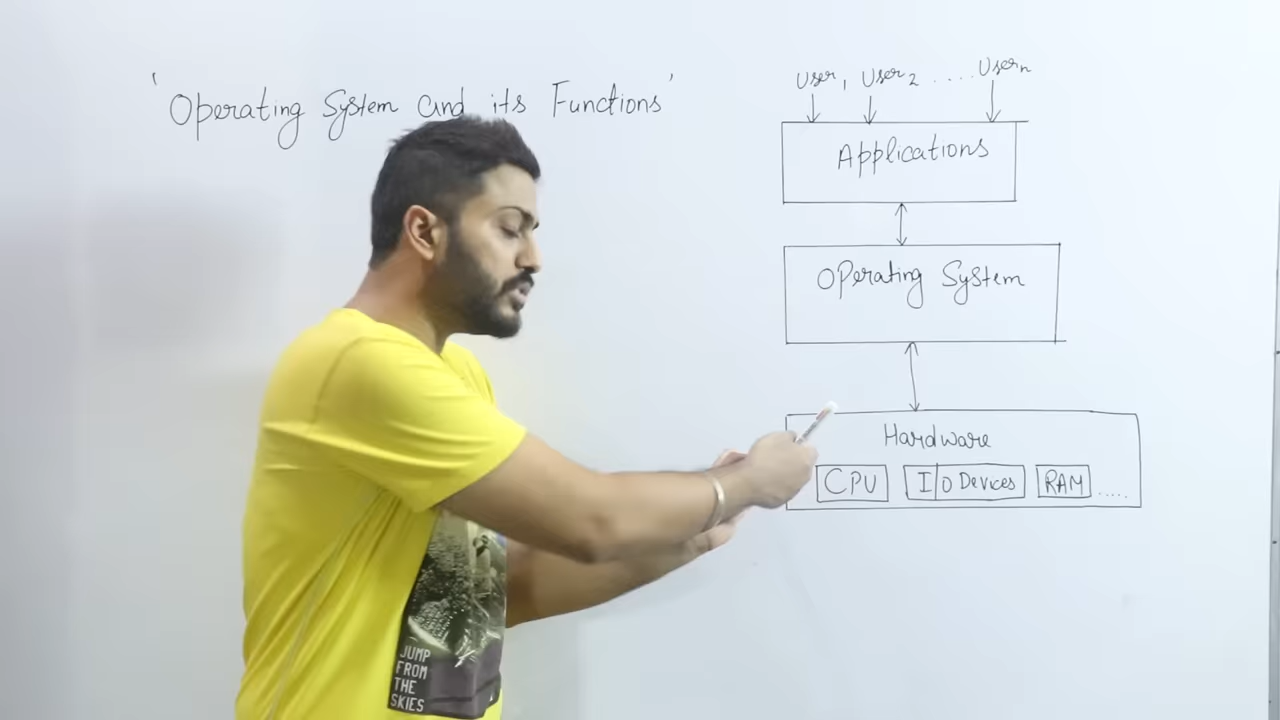 'Operating System and its Functions'
User1 User2 .... Usern
Applications
Operating System
Hardware
CPU I/O Devices RAM .....
JUMP
FROM
THE
SKIES